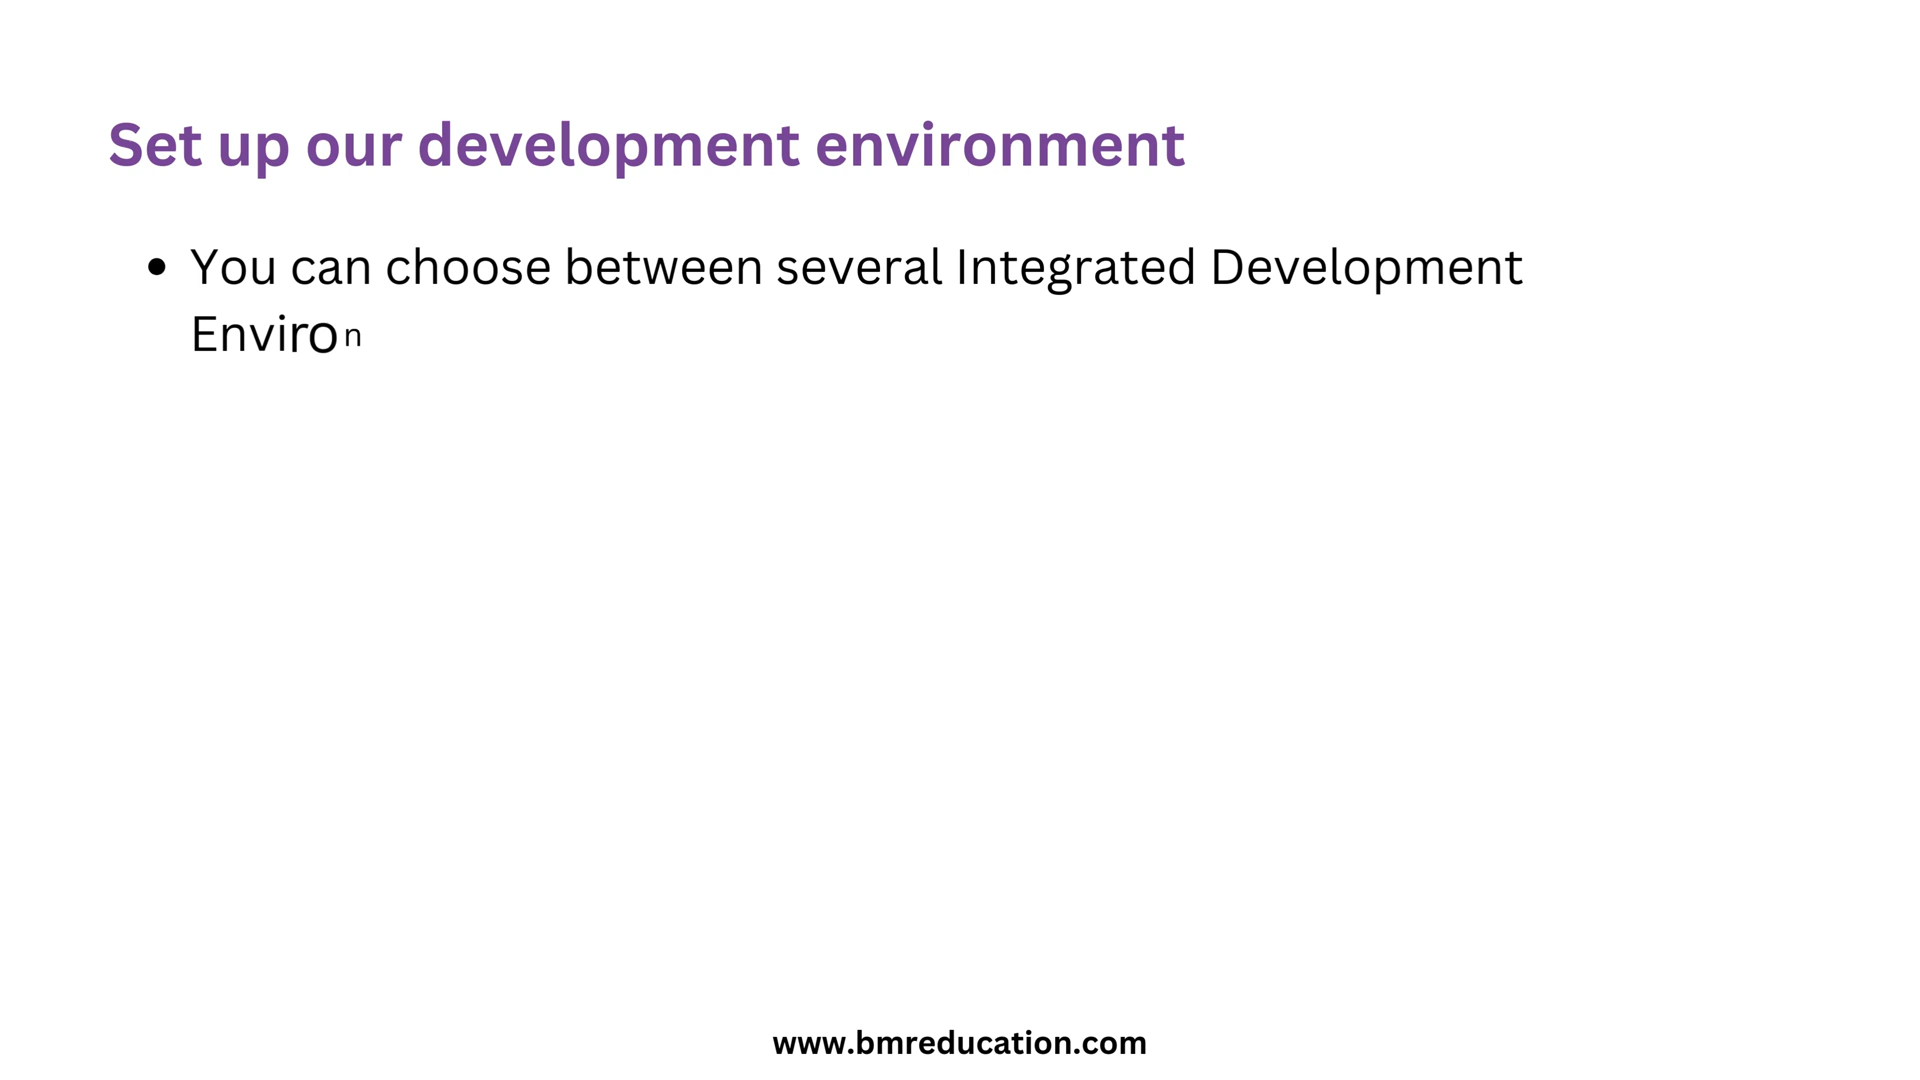 Set up our development environment
• You can choose between several Integrated Development
Environ
www.bmreducation.com